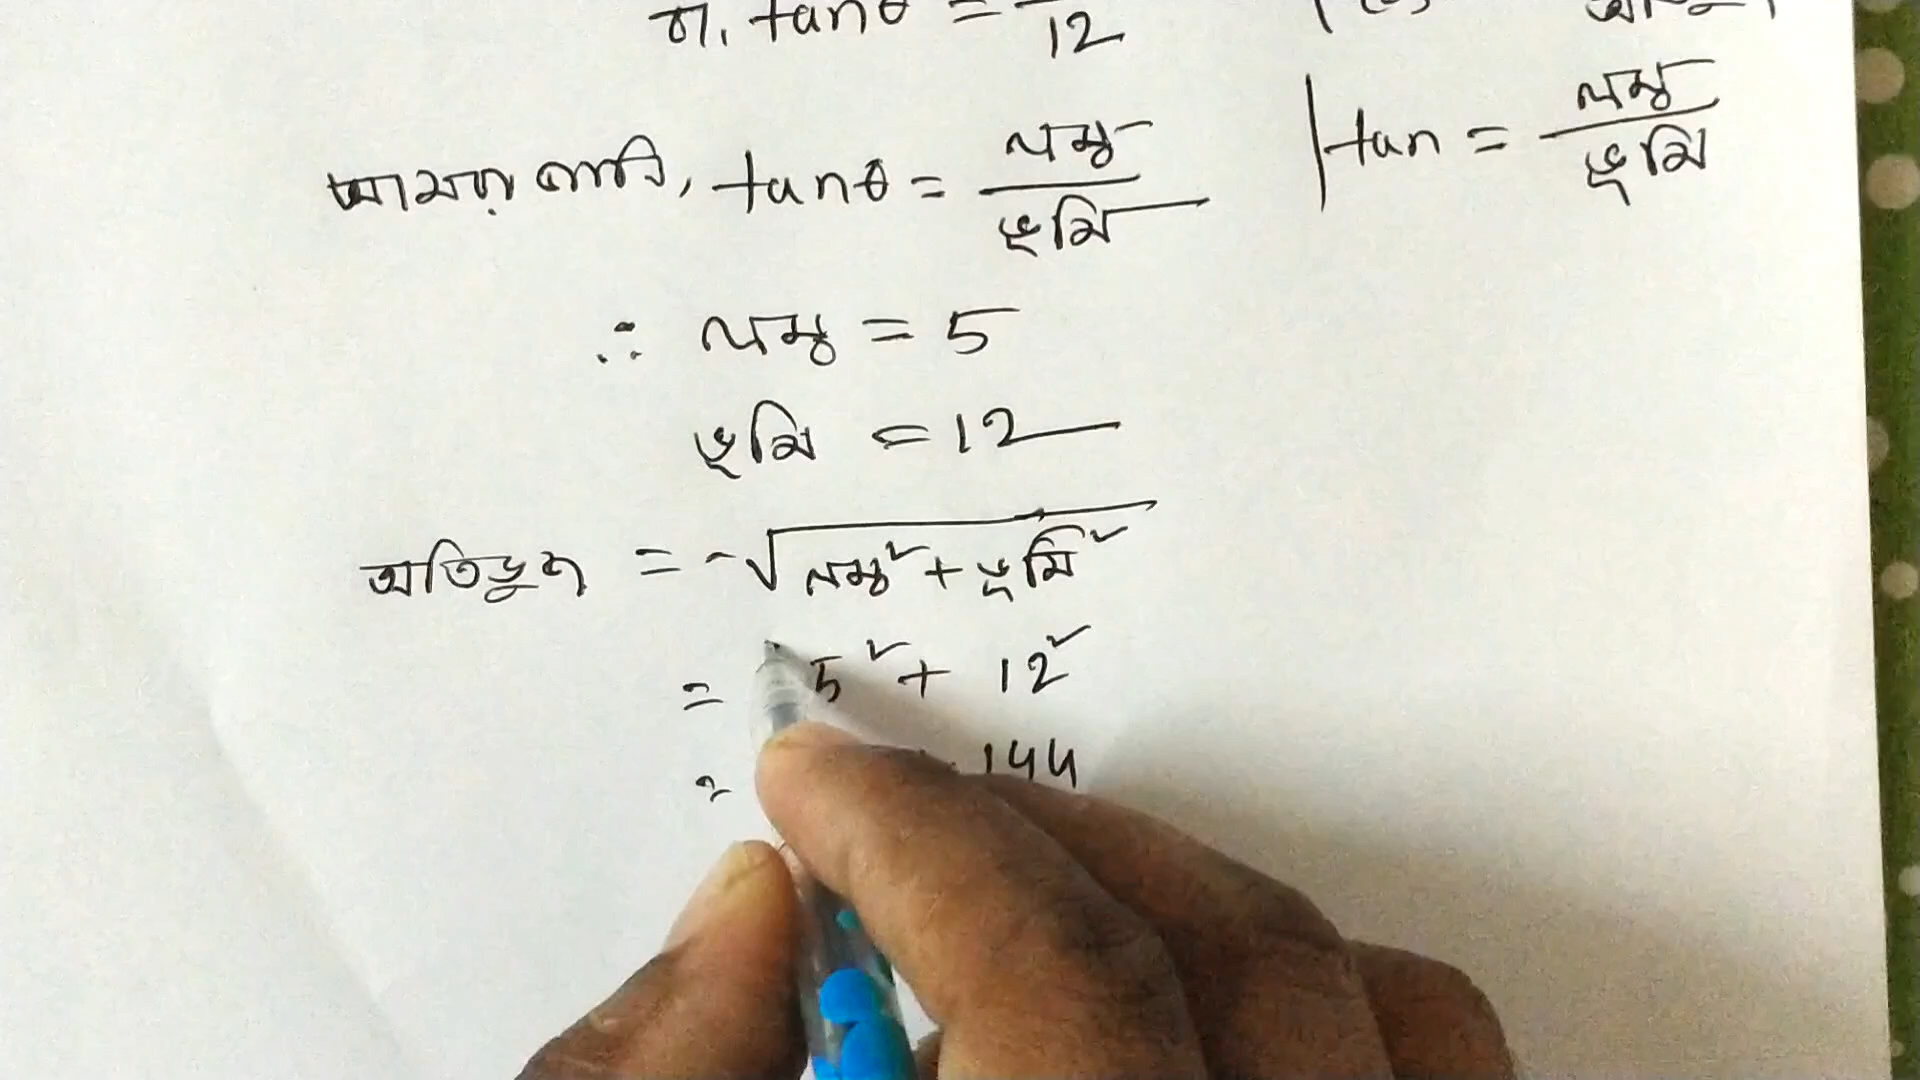 বা, tanθ = /12
আমরা জানি, tanθ = লম্ব/ভূমি
tan = লম্ব/ভূমি
∴ লম্ব = 5
ভূমি = 12
অতিভুজ = √লম্ব² + ভূমি²
= 5² + 12²
= 144